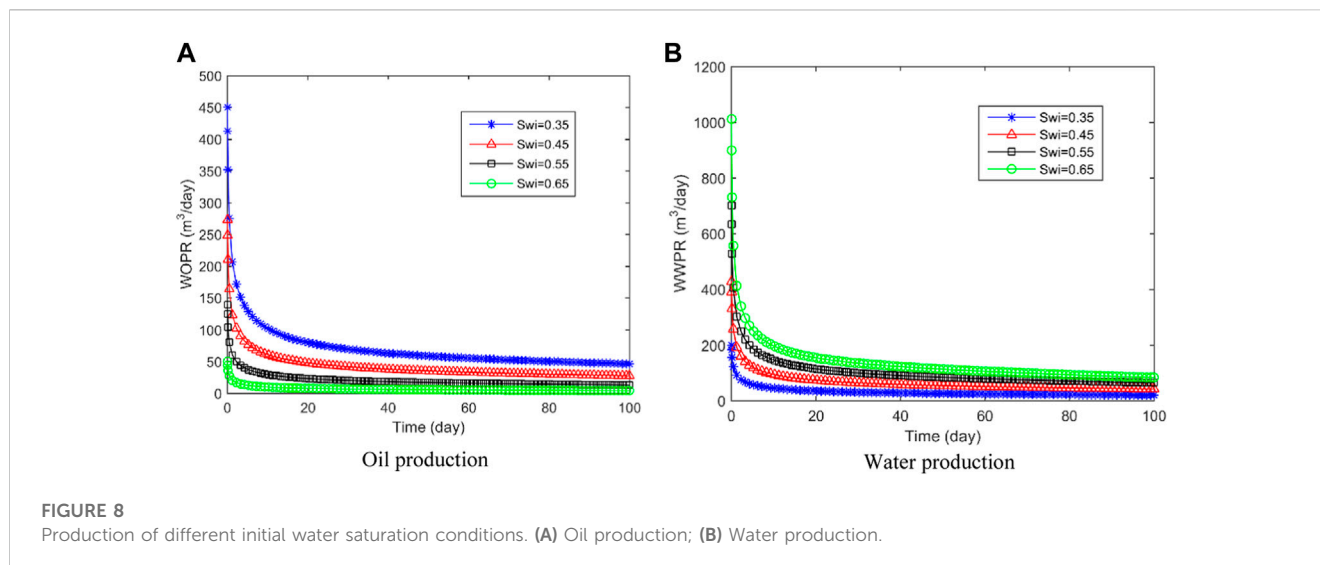 A
500
450
400
350
300
250
200
150
100
50
0
WOPR (m³/day)
Swi=0.35
Swi=0.45
Swi=0.55
Swi=0.65
0 20 40 60 80 100
Time (day)
Oil production
B
1200
1000
800
600
400
200
0
WWPR (m³/day)
Swi=0.35
Swi=0.45
Swi=0.55
Swi=0.65
0 20 40 60 80 100
Time (day)
Water production
FIGURE 8
Production of different initial water saturation conditions. (A) Oil production; (B) Water production.